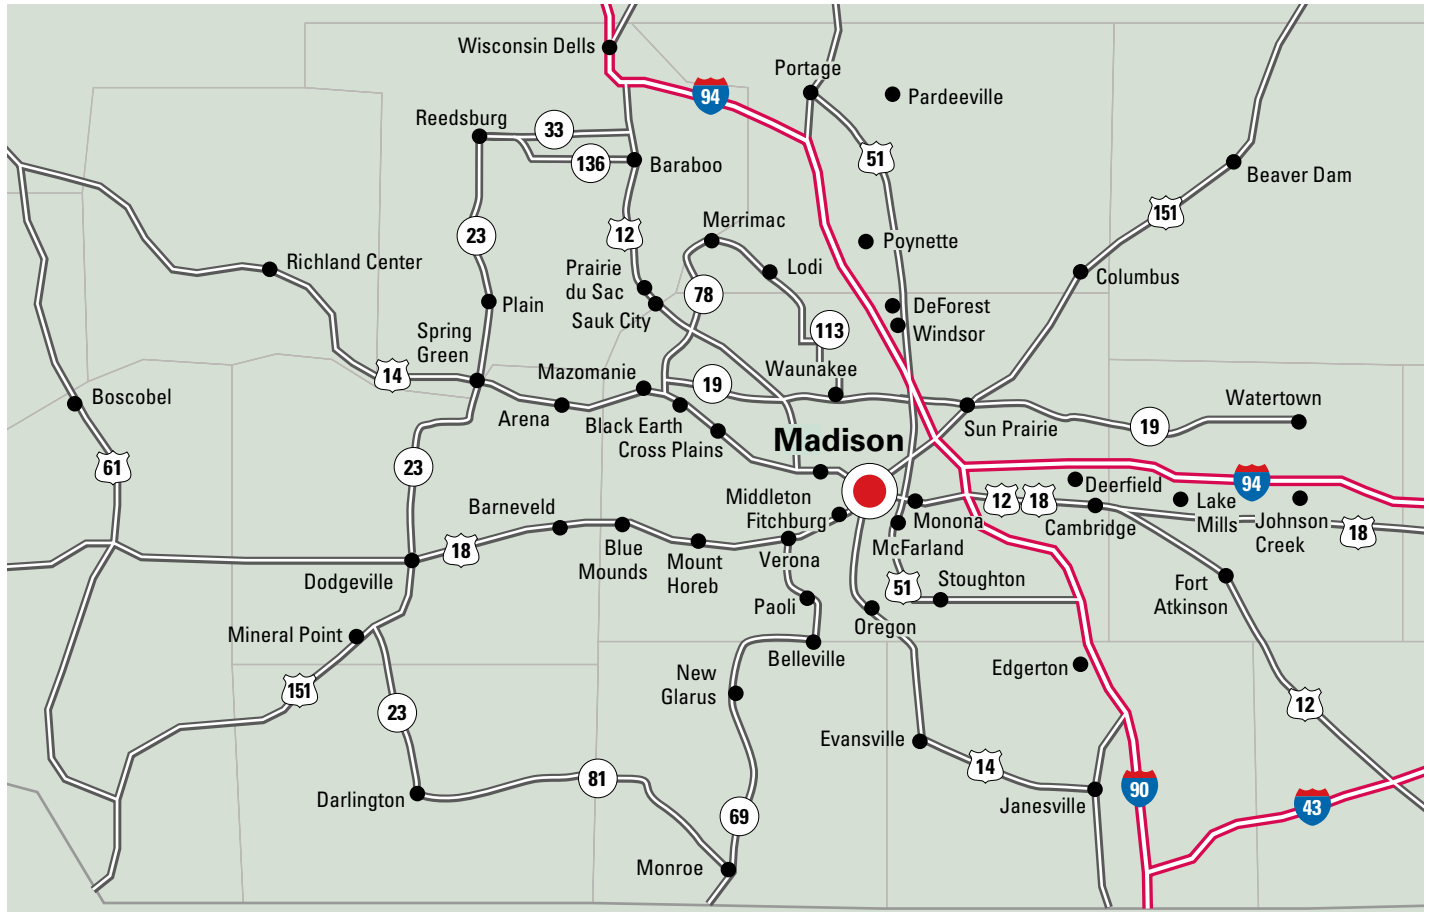 Wisconsin Dells
Portage
94
Pardeeville
Reedsburg
33
136
Baraboo
51
Beaver Dam
151
Merrimac
23
12
Poynette
Richland Center
Prairie
du Sac
Lodi
Columbus
Plain
78
DeForest
Sauk City
Windsor
Spring
Green
113
Waunakee
14
Mazomanie
19
Boscobel
Arena
Black Earth
Cross Plains
Watertown
Sun Prairie
19
Madison
61
23
Middleton
12
18
Deerfield
94
Barneveld
Fitchburg
Monona
Cambridge
Lake
Mills
Johnson
Creek
18
18
Blue
Mounds
Mount
Horeb
Verona
McFarland
Dodgeville
51
Stoughton
Fort
Atkinson
Paoli
Oregon
Mineral Point
Belleville
Edgerton
New
Glarus
151
23
12
Evansville
14
81
Darlington
Janesville
90
43
69
Monroe